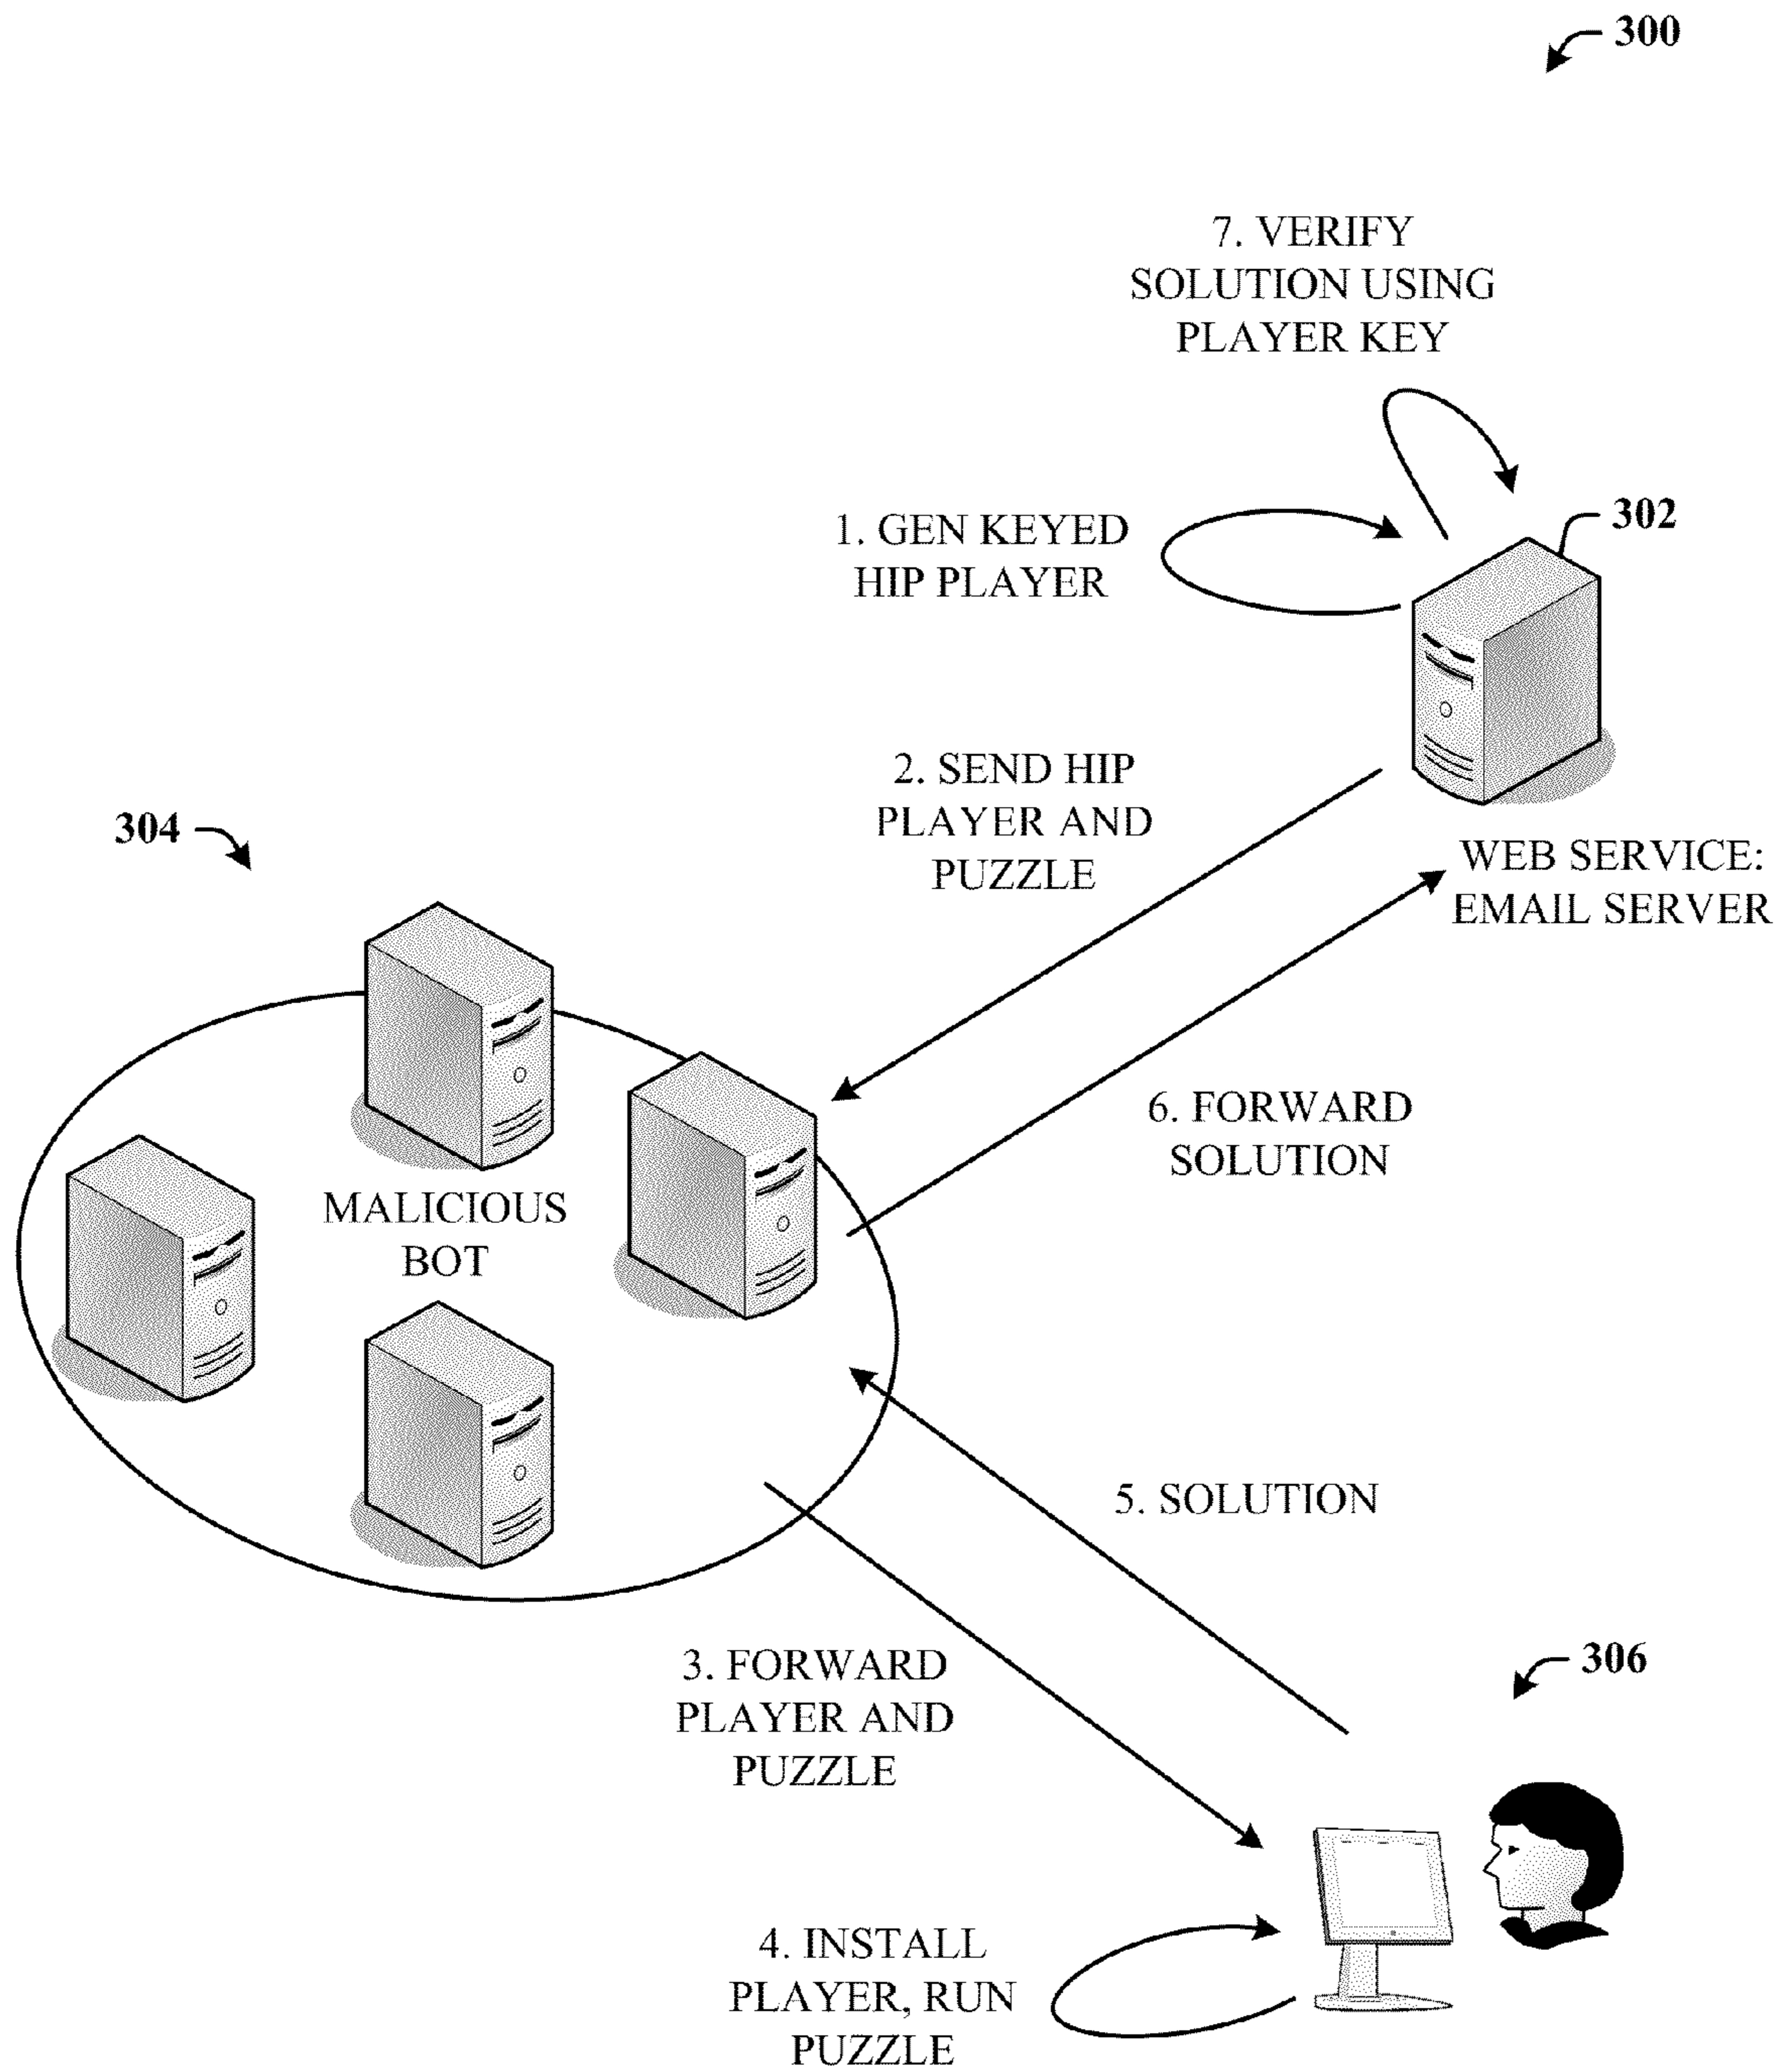 300
7. VERIFY
SOLUTION USING
PLAYER KEY
302
1. GEN KEYED
HIP PLAYER
2. SEND HIP
PLAYER AND
PUZZLE
304
WEB SERVICE:
EMAIL SERVER
6. FORWARD
SOLUTION
MALICIOUS
BOT
5. SOLUTION
3. FORWARD
PLAYER AND
PUZZLE
306
4. INSTALL
PLAYER, RUN
PUZZLE